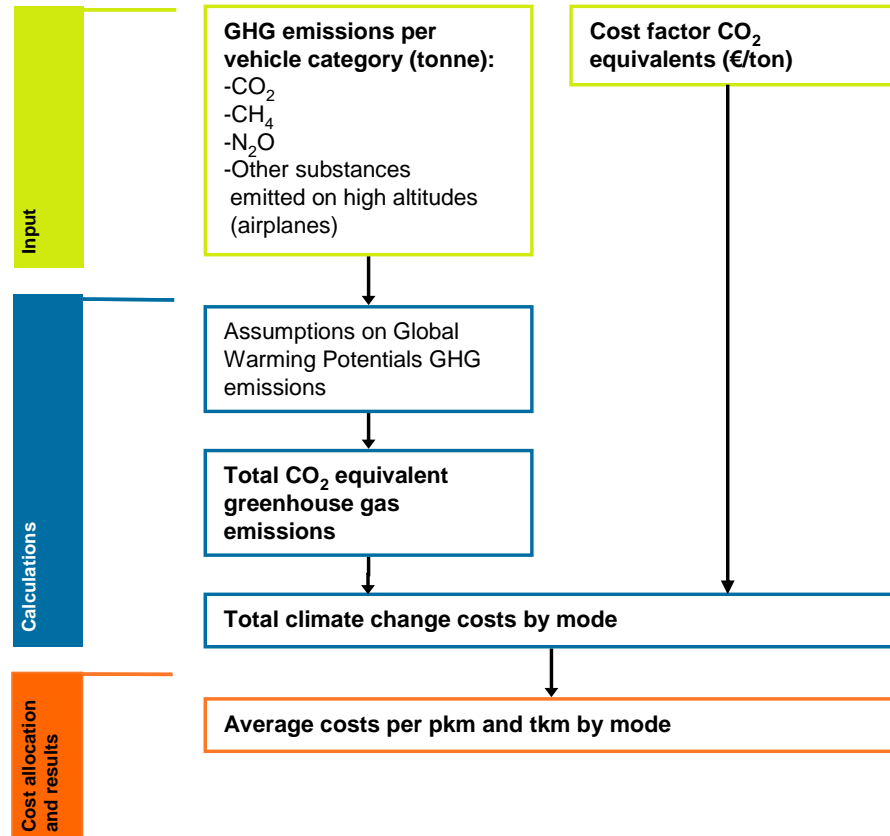 GHG emissions per
vehicle category (tonne):
-CO₂
-CH₄
-N₂O
-Other substances
emitted on high altitudes
(airplanes)
Cost factor CO₂
equivalents (€/ton)
Input
Assumptions on Global
Warming Potentials GHG
emissions
Total CO₂ equivalent
greenhouse gas
emissions
Total climate change costs by mode
Calculations
Average costs per pkm and tkm by mode
Cost allocation
and results